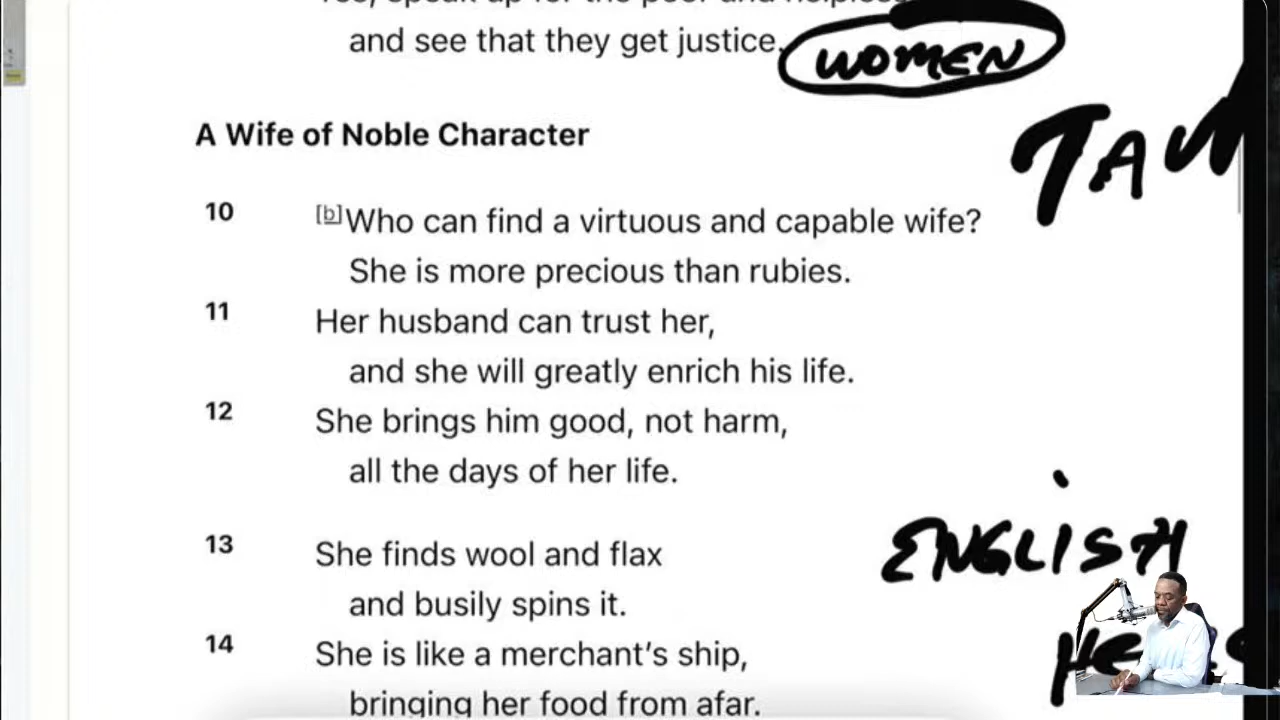 and see that they get justice.
WOMEN
A Wife of Noble Character
10 [b]Who can find a virtuous and capable wife?
She is more precious than rubies.
11 Her husband can trust her,
and she will greatly enrich his life.
12 She brings him good, not harm,
all the days of her life.
13 She finds wool and flax
and busily spins it.
ENGLISH
14 She is like a merchant's ship,
bringing her food from afar.